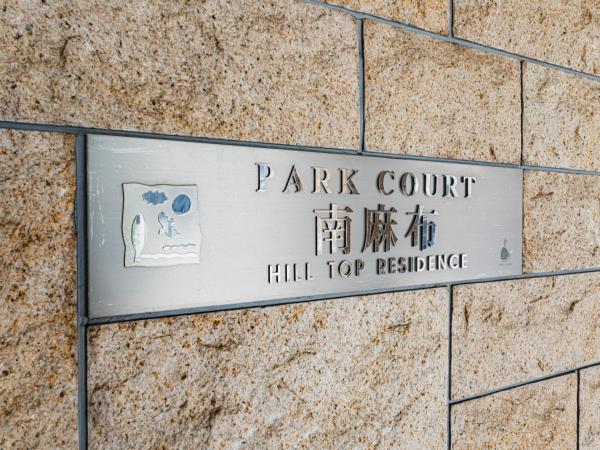 PARK COURT
南麻布
HILL TOP RESIDENCE